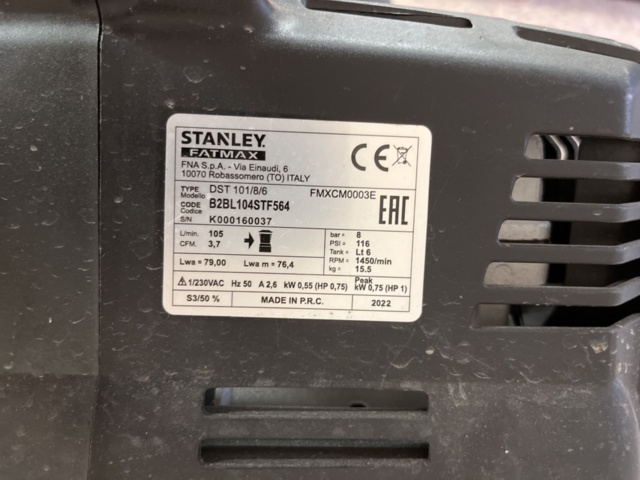 STANLEY
FATMAX
FNA S.p.A. - Via Einaudi, 6
10070 Robassomero (TO) ITALY
CE
TYPE Modello DST 101/8/6 FMXCM0003E
CODE Codice: B2BL104STF564
S/N K000160037
EAC
L/min. 105
CFM. 3,7
bar = 8
PSI = 116
Tank = Lt 6
RPM = 1450/min
kg = 15.5
Lwa = 79,00 Lwa m = 76,4
1/230VAC Hz 50 A 2,6 kW 0,55 (HP 0,75) Peak kW 0,75 (HP 1)
S3/50 % MADE IN P.R.C. 2022